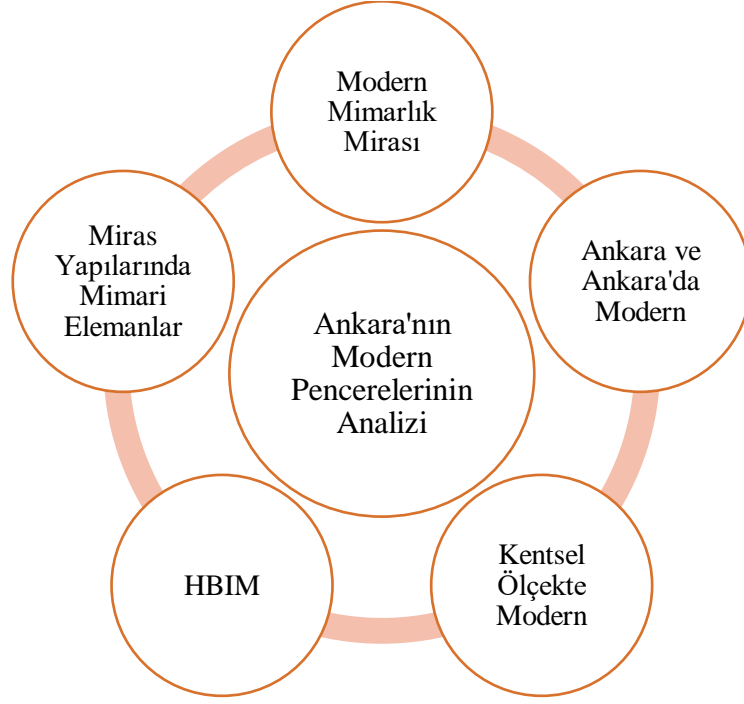 Modern
Mimarlık
Mirası
Ankara ve
Ankara'da
Modern
Kentsel
Ölçekte
Modern
HBIM
Miras
Yapılarında
Mimari
Elemanlar
Ankara'nın
Modern
Pencerelerinin
Analizi